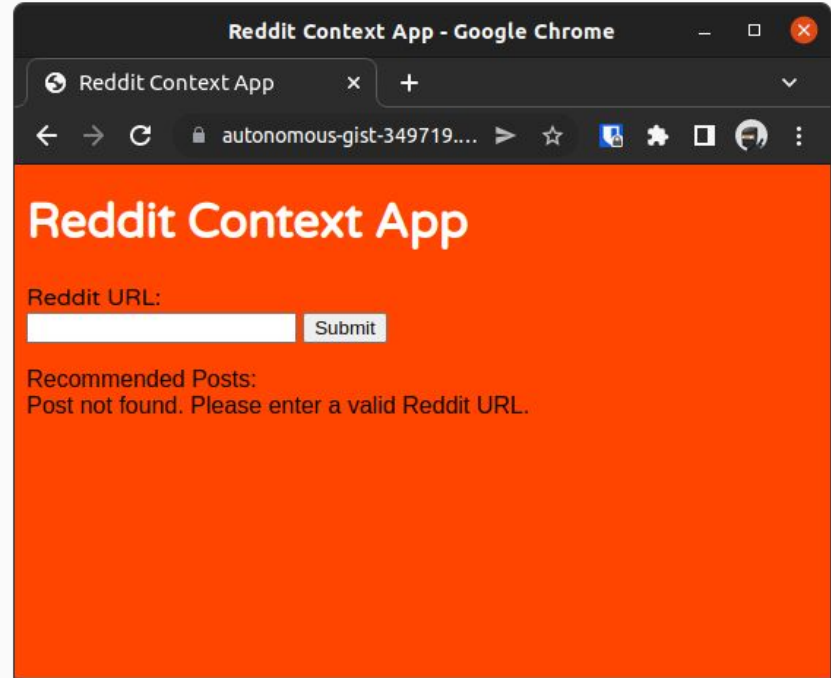 Reddit Context App - Google Chrome
Reddit Context App
autonomous-gist-349719....
Reddit Context App
Reddit URL:
Submit
Recommended Posts:
Post not found. Please enter a valid Reddit URL.